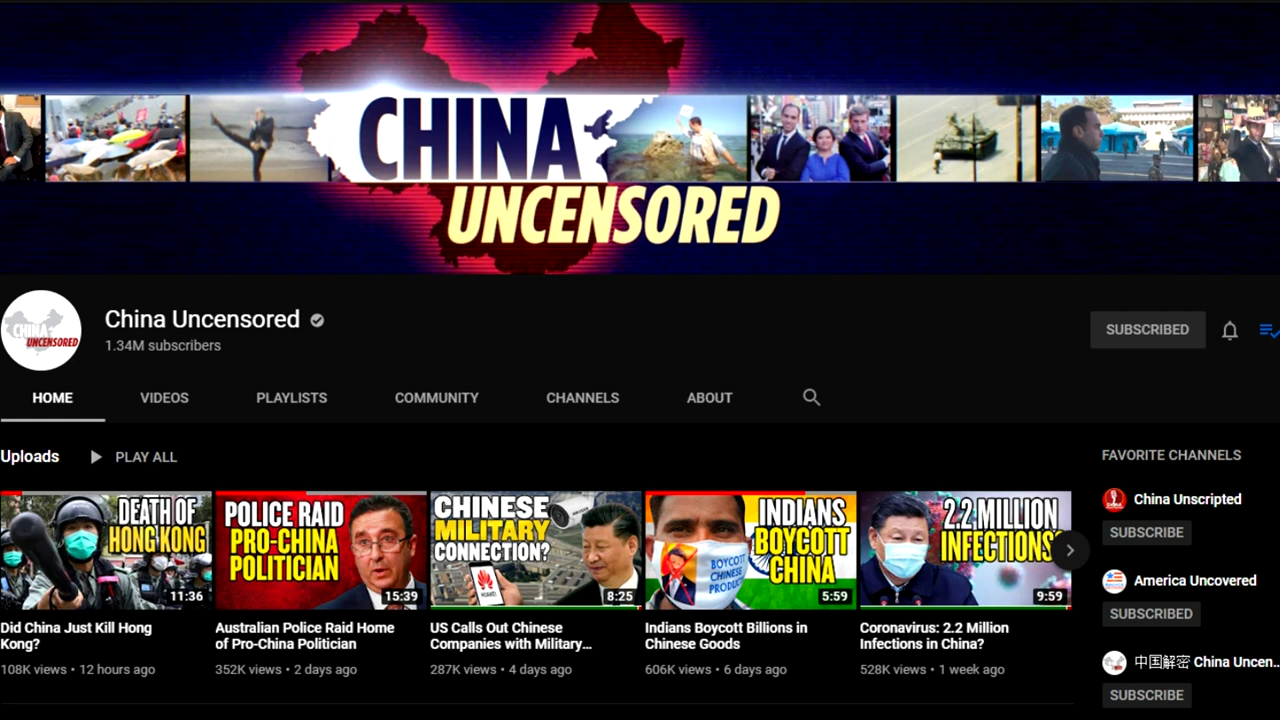 CHINA
UNCENSORED
CHINA
UNCENSORED
China Uncensored
1.34M subscribers
SUBSCRIBED
HOME
VIDEOS
PLAYLISTS
COMMUNITY
CHANNELS
ABOUT
Uploads
PLAY ALL
DEATH OF
HONG KONG
11:36
Did China Just Kill Hong
Kong?
108K views • 12 hours ago
POLICE RAID
PRO-CHINA
POLITICIAN
15:39
Australian Police Raid Home
of Pro-China Politician
352K views • 2 days ago
CHINESE
MILITARY
CONNECTION?
HUAWEI
8:25
US Calls Out Chinese
Companies with Military...
287K views • 4 days ago
INDIANS
BOYCOTT
CHINA
BOYCOTT
CHINESE
5:59
Indians Boycott Billions in
Chinese Goods
606K views • 6 days ago
2.2 MILLION
INFECTIONS
9:59
Coronavirus: 2.2 Million
Infections in China?
528K views • 1 week ago
FAVORITE CHANNELS
China Unscripted
SUBSCRIBE
America Uncovered
SUBSCRIBED
中国解密 China Uncen...
SUBSCRIBE